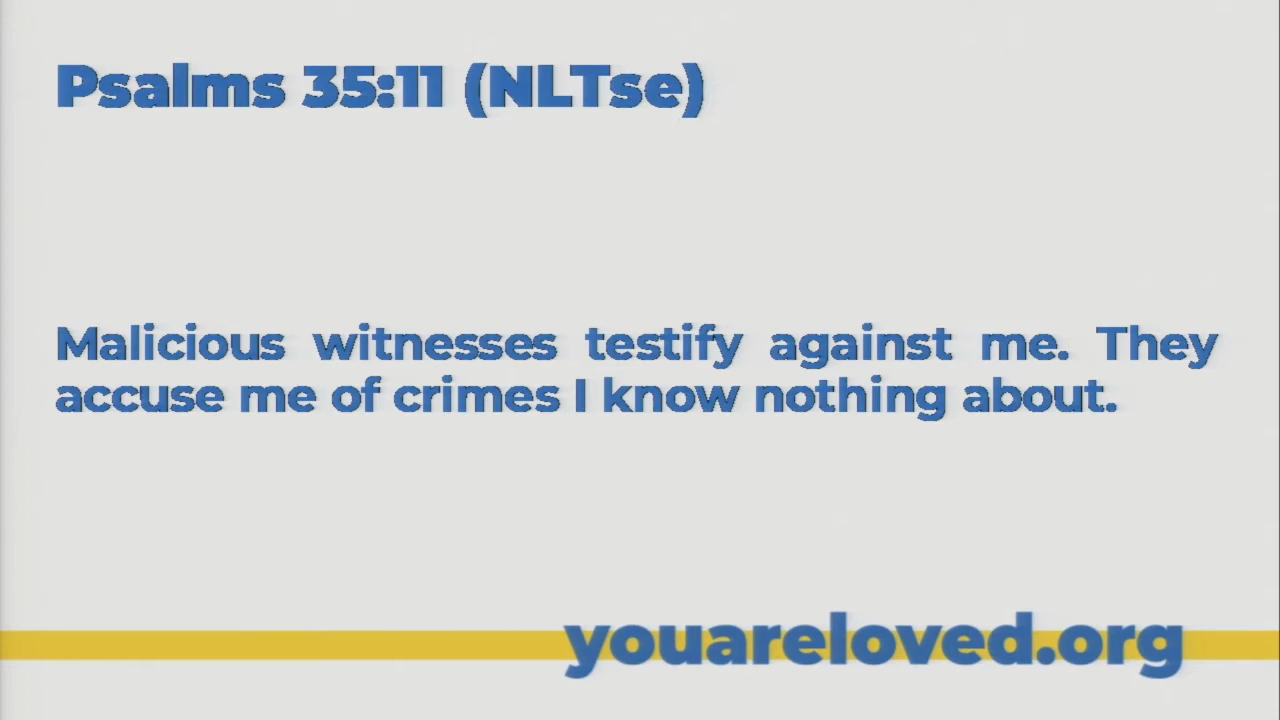 Psalms 35:11 (NLTse)
Malicious witnesses testify against me. They
accuse me of crimes I know nothing about.
youareloved.org